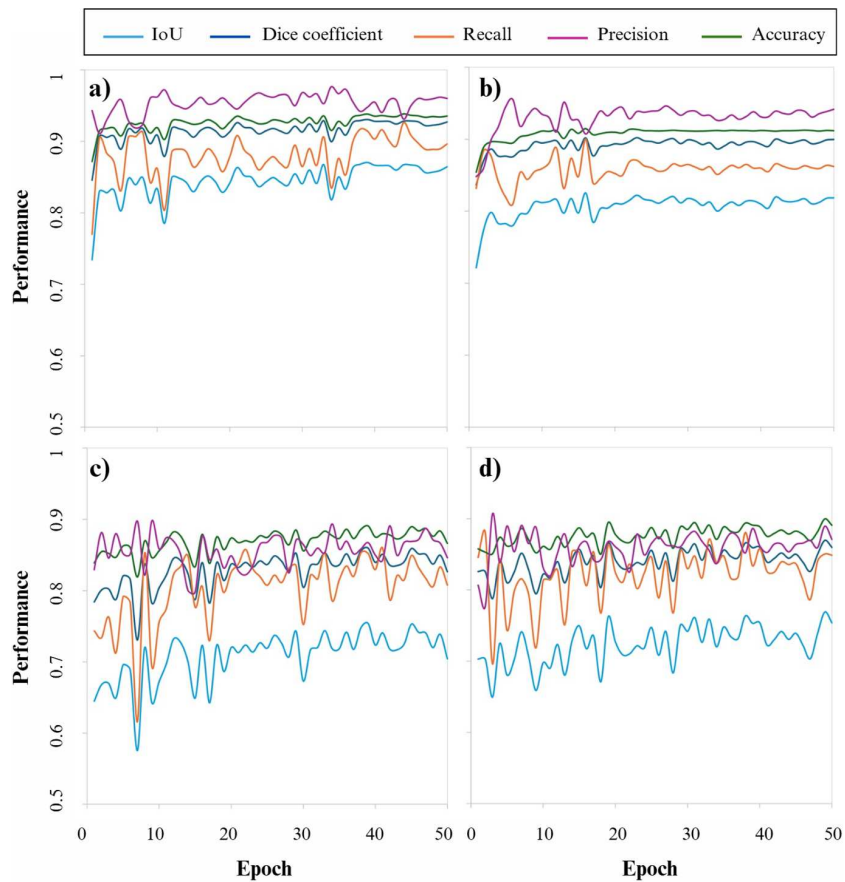 IoU Dice coefficient Recall Precision Accuracy
a) b)
1
0.9
0.8
0.7
0.6
0.5
Performance
c) d)
1
0.9
0.8
0.7
0.6
0.5
Performance
0 10 20 30 40 50 0 10 20 30 40 50
Epoch Epoch